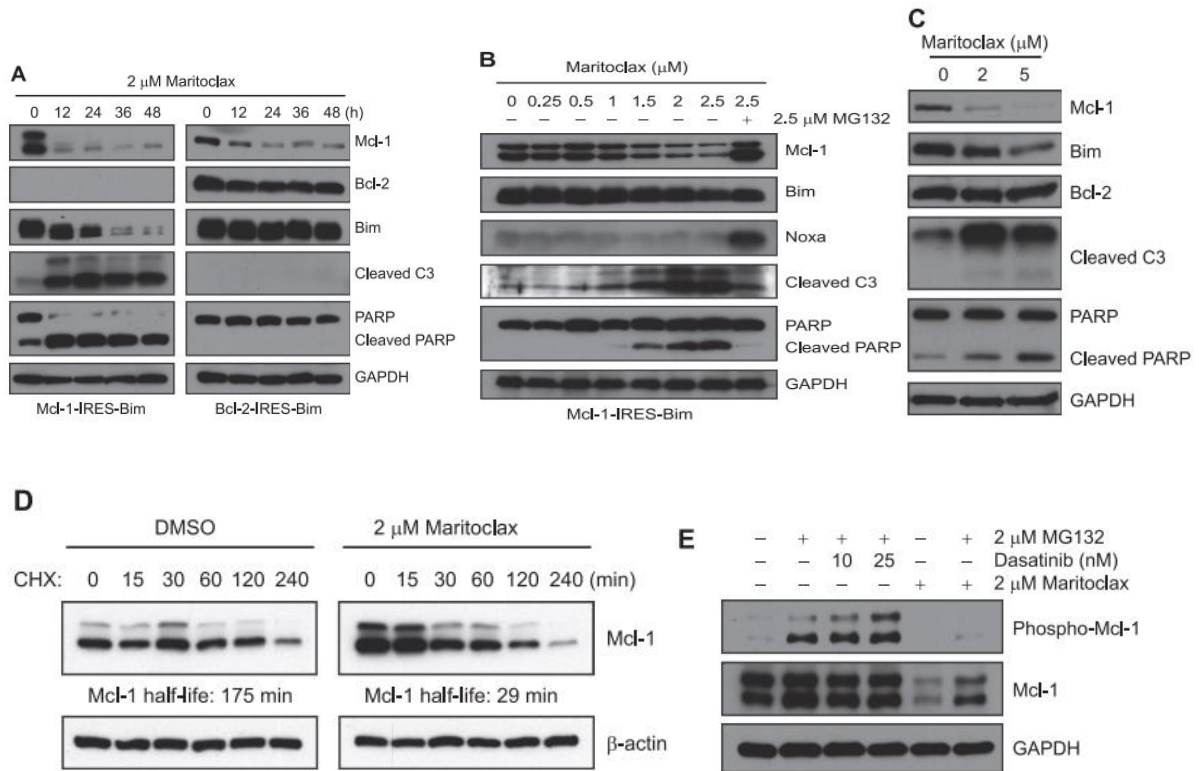 A
2 μM Maritoclax
0 12 24 36 48 0 12 24 36 48 (h)
Mcl-1
Bcl-2
Bim
Cleaved C3
PARP
Cleaved PARP
GAPDH
Mcl-1-IRES-Bim Bcl-2-IRES-Bim
B
Maritoclax (μM)
0 0.25 0.5 1 1.5 2 2.5 2.5
– – – – – – – + 2.5 μM MG132
Mcl-1
Bim
Noxa
Cleaved C3
PARP
Cleaved PARP
GAPDH
Mcl-1-IRES-Bim
C
Maritoclax (μM)
0 2 5
Mcl-1
Bim
Bcl-2
Cleaved C3
PARP
Cleaved PARP
GAPDH
D
DMSO 2 μM Maritoclax
CHX: 0 15 30 60 120 240 0 15 30 60 120 240 (min)
Mcl-1
Mcl-1 half-life: 175 min Mcl-1 half-life: 29 min
β-actin
E
– + + + – + 2 μM MG132
– – 10 25 – – Dasatinib (nM)
– – – – + + 2 μM Maritoclax
Phospho-Mcl-1
Mcl-1
GAPDH